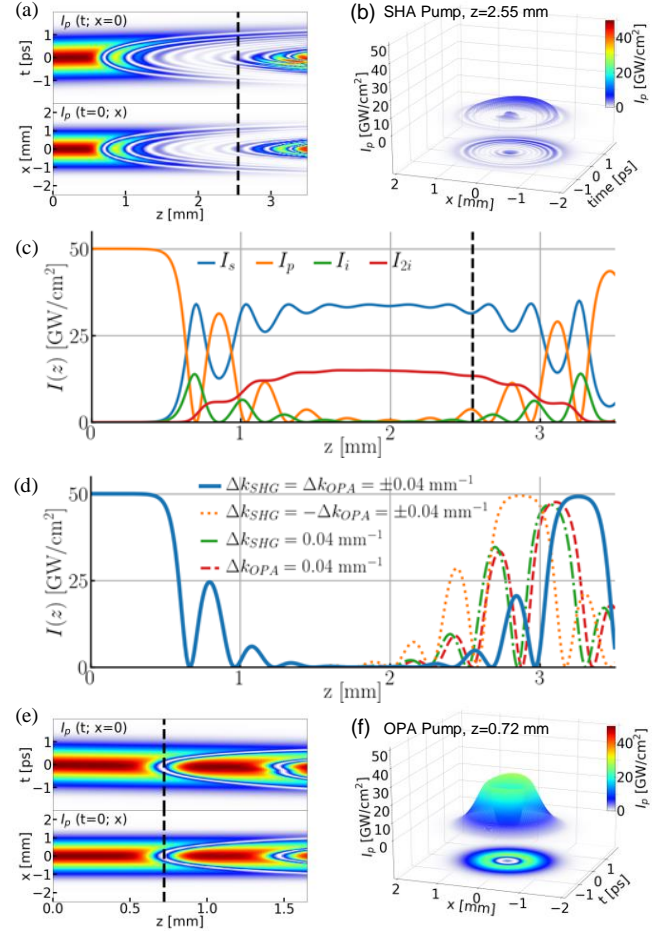 (a)
I_p (t; x=0)
t [ps]
1
0
−1
I_p (t=0; x)
x [mm]
2
1
0
−1
−2
0 1 2 3
z [mm]
(b) SHA Pump, z=2.55 mm
I_p [GW/cm²]
50
40
30
20
10
0
2 1 0 −1 −2
x [mm]
−1 0 1
time [ps]
40
20
0
I_p [GW/cm²]
(c)
I_s I_p I_i I_2i
I(z) [GW/cm²]
50
25
0
0 1 2 3
z [mm]
(d)
Δk_SHG = Δk_OPA = ±0.04 mm⁻¹
Δk_SHG = −Δk_OPA = ±0.04 mm⁻¹
Δk_SHG = 0.04 mm⁻¹
Δk_OPA = 0.04 mm⁻¹
I(z) [GW/cm²]
50
25
0
0 1 2 3
z [mm]
(e)
I_p (t; x=0)
t [ps]
1
0
−1
I_p (t=0; x)
x [mm]
2
1
0
−1
−2
0.0 0.5 1.0 1.5
z [mm]
(f) OPA Pump, z=0.72 mm
I_p [GW/cm²]
50
40
30
20
10
0
2 1 0 −1 −2
x [mm]
−1 0 1
t [ps]
40
20
0
I_p [GW/cm²]